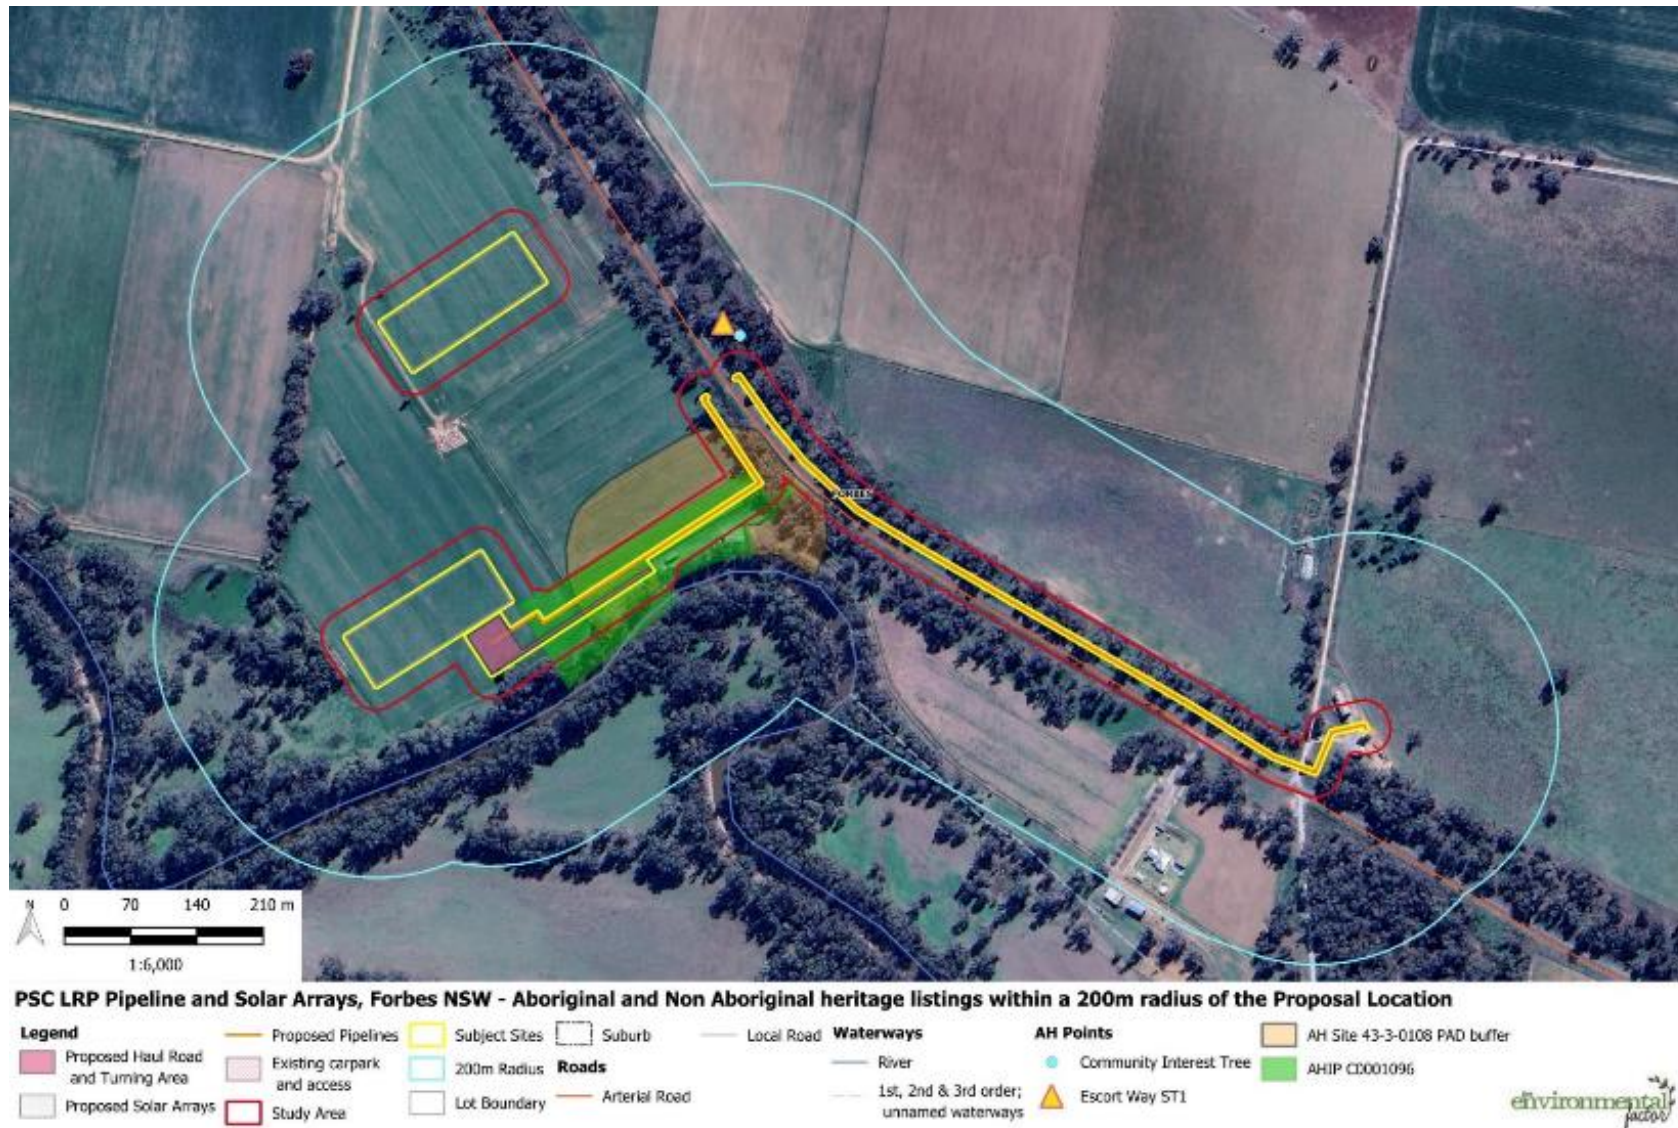 FORBES
N
0 70 140 210 m
1:6,000
PSC LRP Pipeline and Solar Arrays, Forbes NSW - Aboriginal and Non Aboriginal heritage listings within a 200m radius of the Proposal Location
Legend
Proposed Haul Road
and Turning Area
Proposed Solar Arrays
Proposed Pipelines
Existing carpark
and access
Study Area
Subject Sites
200m Radius
Lot Boundary
Suburb
Roads
Arterial Road
Local Road
Waterways
River
1st, 2nd & 3rd order;
unnamed waterways
AH Points
Community Interest Tree
Escort Way ST1
AH Site 43-3-0108 PAD buffer
AHIP C0001096
environmental
factor